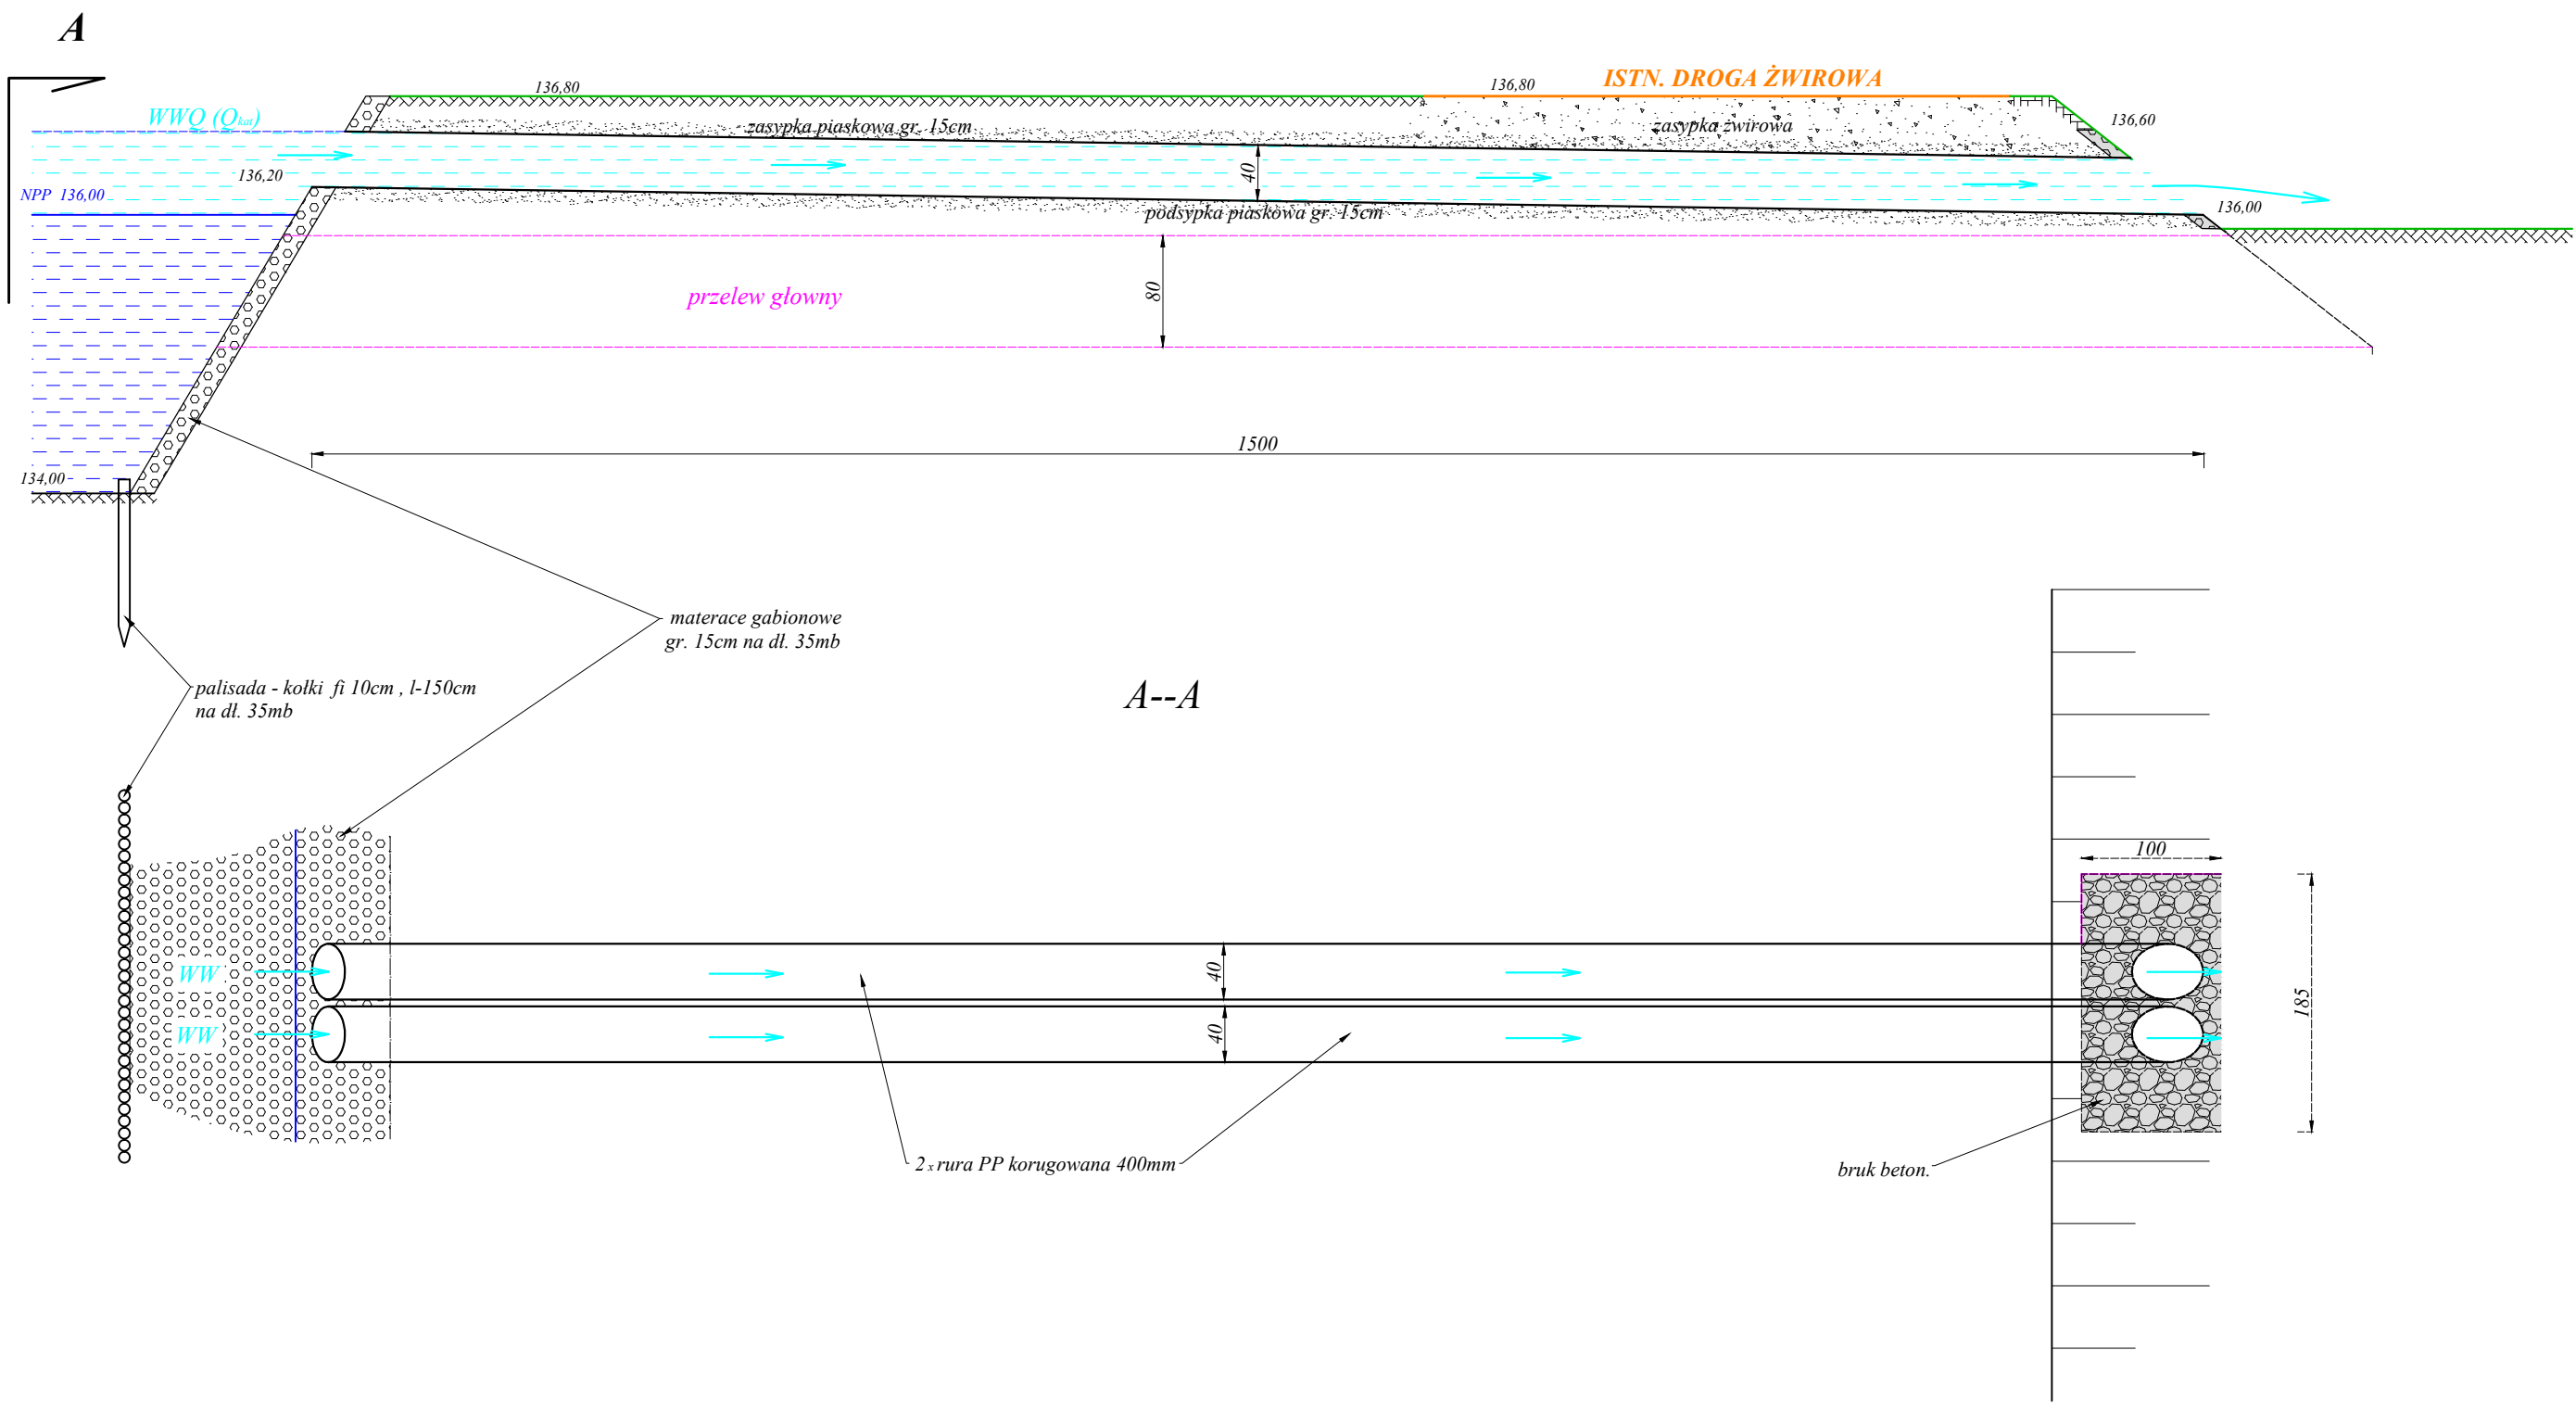 A
136,80
136,80
ISTN. DROGA ŻWIROWA
WWQ (Qkat)
zasypka piaskowa gr. 15cm
zasypka żwirowa
136,60
136,20
40
NPP 136,00
podsypka piaskowa gr. 15cm
136,00
przelew głowny
80
1500
134,00
materace gabionowe
gr. 15cm na dł. 35mb
palisada - kołki fi 10cm , l-150cm
na dł. 35mb
A--A
100
WW
40
185
WW
40
2 x rura PP korugowana 400mm
bruk beton.